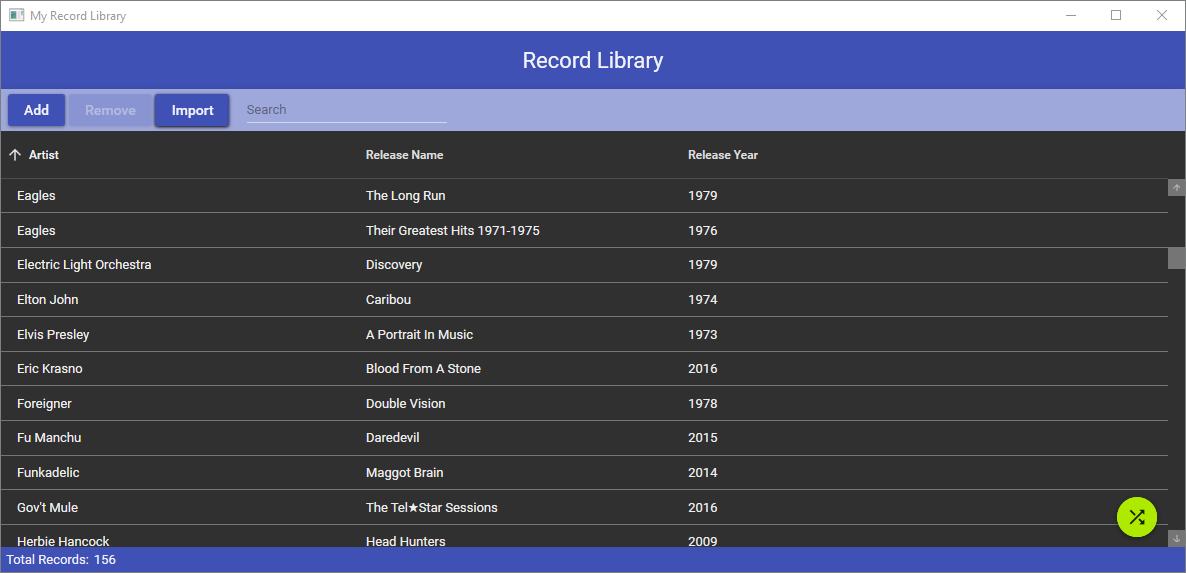 My Record Library
Record Library
Add Remove Import Search
Artist Release Name Release Year
Eagles The Long Run 1979
Eagles Their Greatest Hits 1971-1975 1976
Electric Light Orchestra Discovery 1979
Elton John Caribou 1974
Elvis Presley A Portrait In Music 1973
Eric Krasno Blood From A Stone 2016
Foreigner Double Vision 1978
Fu Manchu Daredevil 2015
Funkadelic Maggot Brain 2014
Gov't Mule The Tel★Star Sessions 2016
Herbie Hancock Head Hunters 2009
Total Records: 156